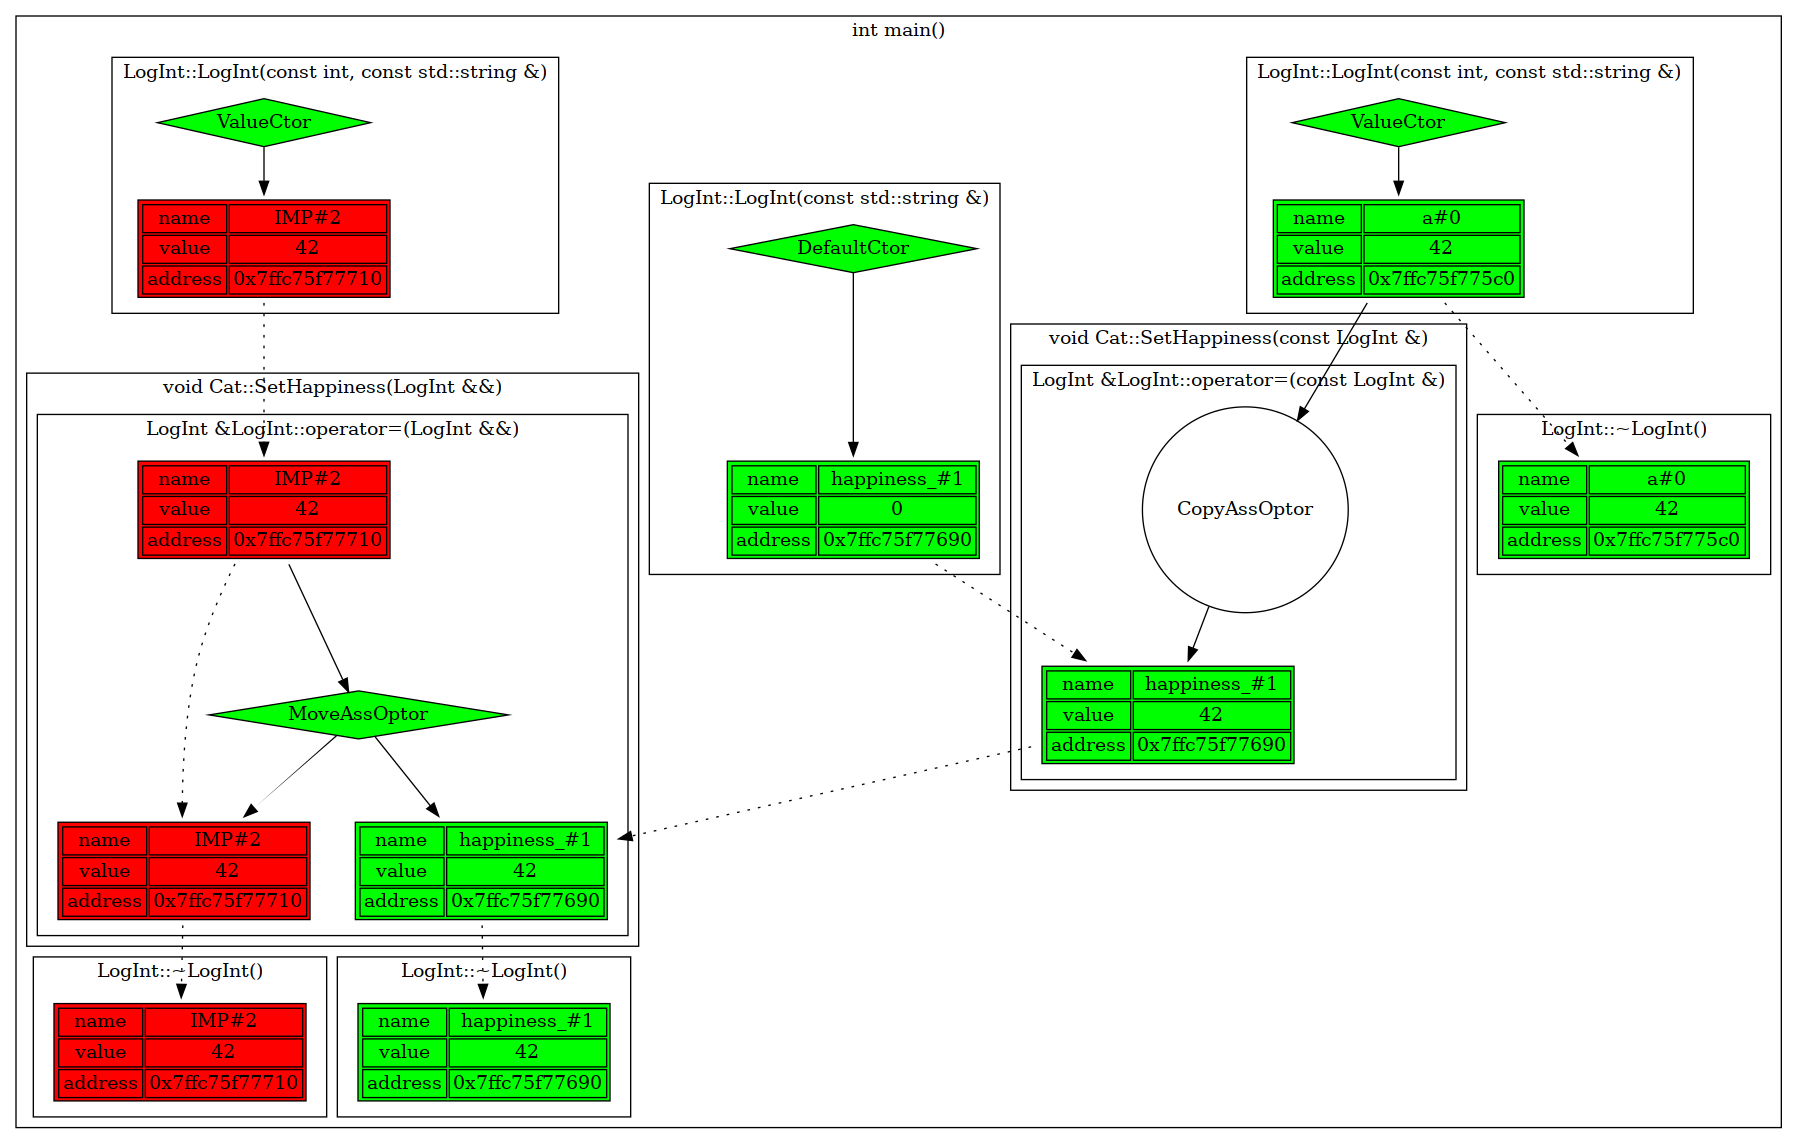 int main()
LogInt::LogInt(const int, const std::string &)
ValueCtor
name IMP#2
value 42
address 0x7ffc75f77710
LogInt::LogInt(const int, const std::string &)
ValueCtor
name a#0
value 42
address 0x7ffc75f775c0
LogInt::LogInt(const std::string &)
DefaultCtor
name happiness_#1
value 0
address 0x7ffc75f77690
void Cat::SetHappiness(const LogInt &)
LogInt &LogInt::operator=(const LogInt &)
CopyAssOptor
name happiness_#1
value 42
address 0x7ffc75f77690
LogInt::~LogInt()
name a#0
value 42
address 0x7ffc75f775c0
void Cat::SetHappiness(LogInt &&)
LogInt &LogInt::operator=(LogInt &&)
name IMP#2
value 42
address 0x7ffc75f77710
MoveAssOptor
name IMP#2
value 42
address 0x7ffc75f77710
name happiness_#1
value 42
address 0x7ffc75f77690
LogInt::~LogInt()
name IMP#2
value 42
address 0x7ffc75f77710
LogInt::~LogInt()
name happiness_#1
value 42
address 0x7ffc75f77690